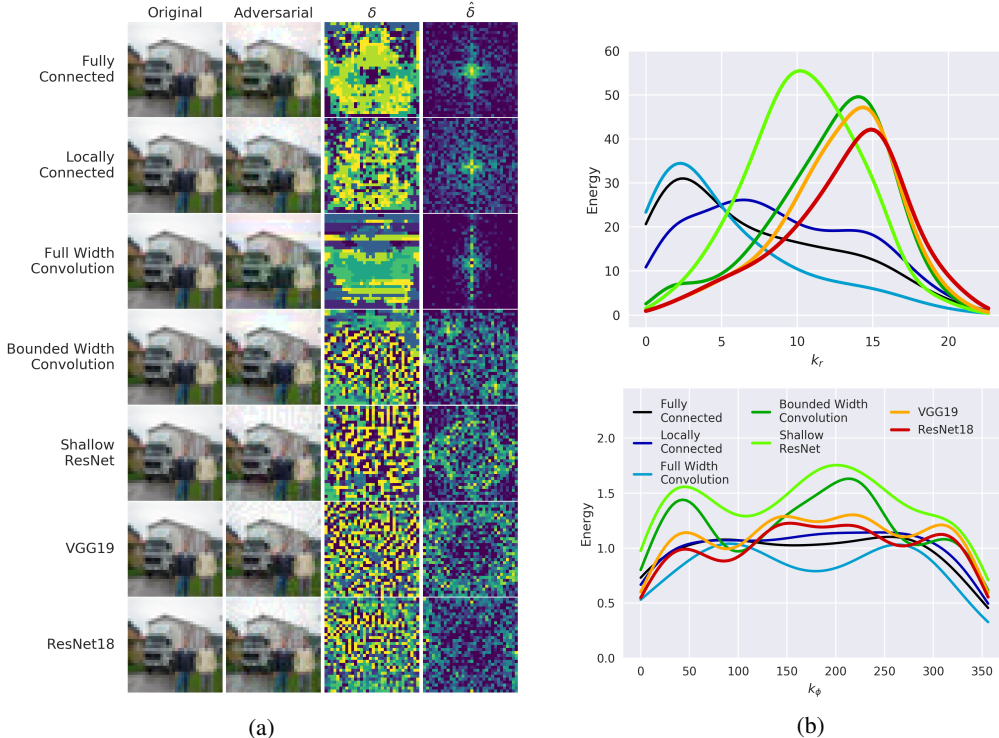 Original Adversarial δ δ̂
Fully
Connected
Locally
Connected
Full Width
Convolution
Bounded Width
Convolution
Shallow
ResNet
VGG19
ResNet18
(a)
60
50
40
30
20
10
0
Energy
0 5 10 15 20
k_r
2.0
1.5
1.0
0.5
0.0
Energy
Fully
Connected
Locally
Connected
Full Width
Convolution
Bounded Width
Convolution
Shallow
ResNet
VGG19
ResNet18
0 50 100 150 200 250 300 350
k_ϕ
(b)